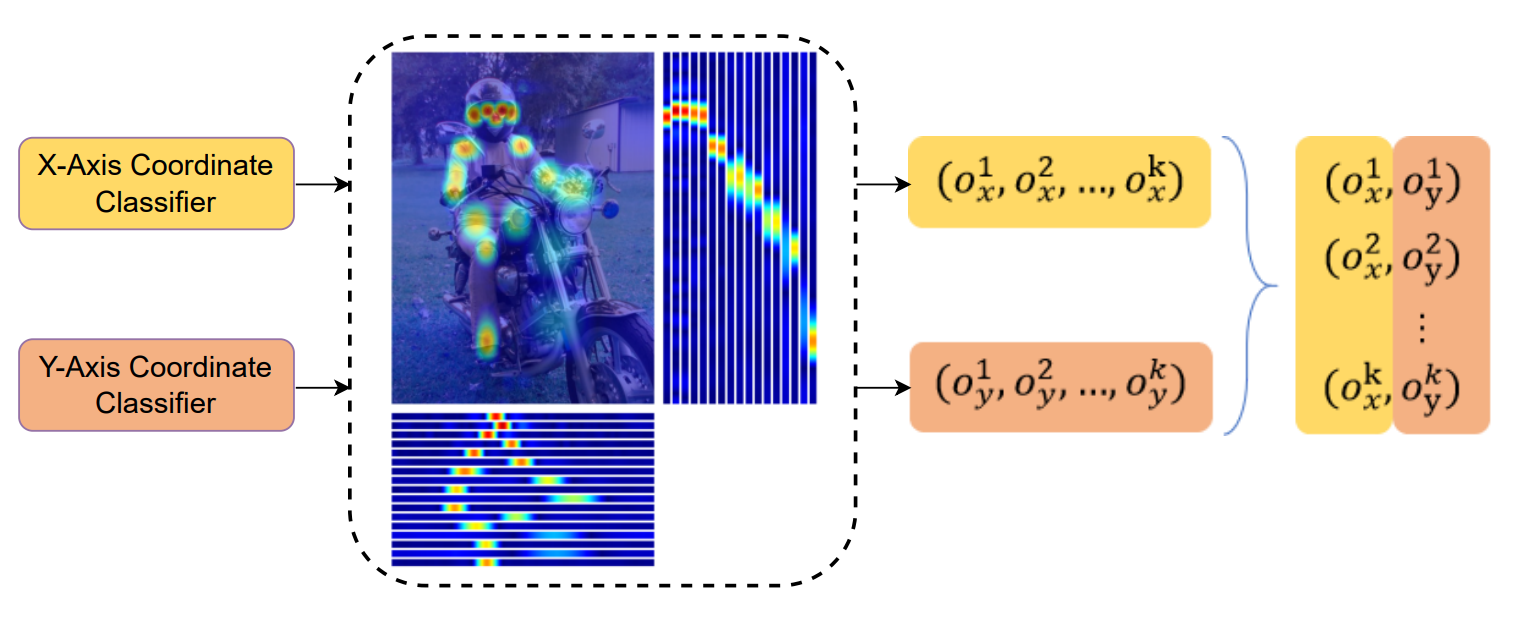 X-Axis Coordinate
Classifier
Y-Axis Coordinate
Classifier
(o_x^1, o_x^2, ..., o_x^k)
(o_y^1, o_y^2, ..., o_y^k)
(o_x^1, o_y^1)
(o_x^2, o_y^2)
⋮
(o_x^k, o_y^k)